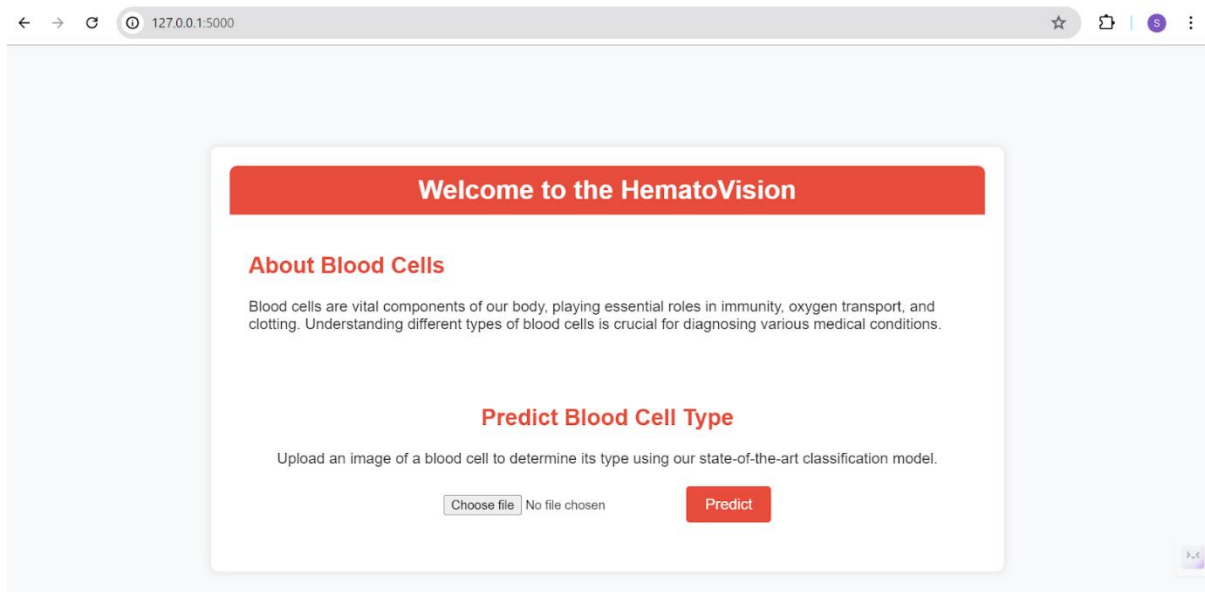 127.0.0.1:5000
S
Welcome to the HematoVision
About Blood Cells
Blood cells are vital components of our body, playing essential roles in immunity, oxygen transport, and
clotting. Understanding different types of blood cells is crucial for diagnosing various medical conditions.
Predict Blood Cell Type
Upload an image of a blood cell to determine its type using our state-of-the-art classification model.
Choose file No file chosen Predict